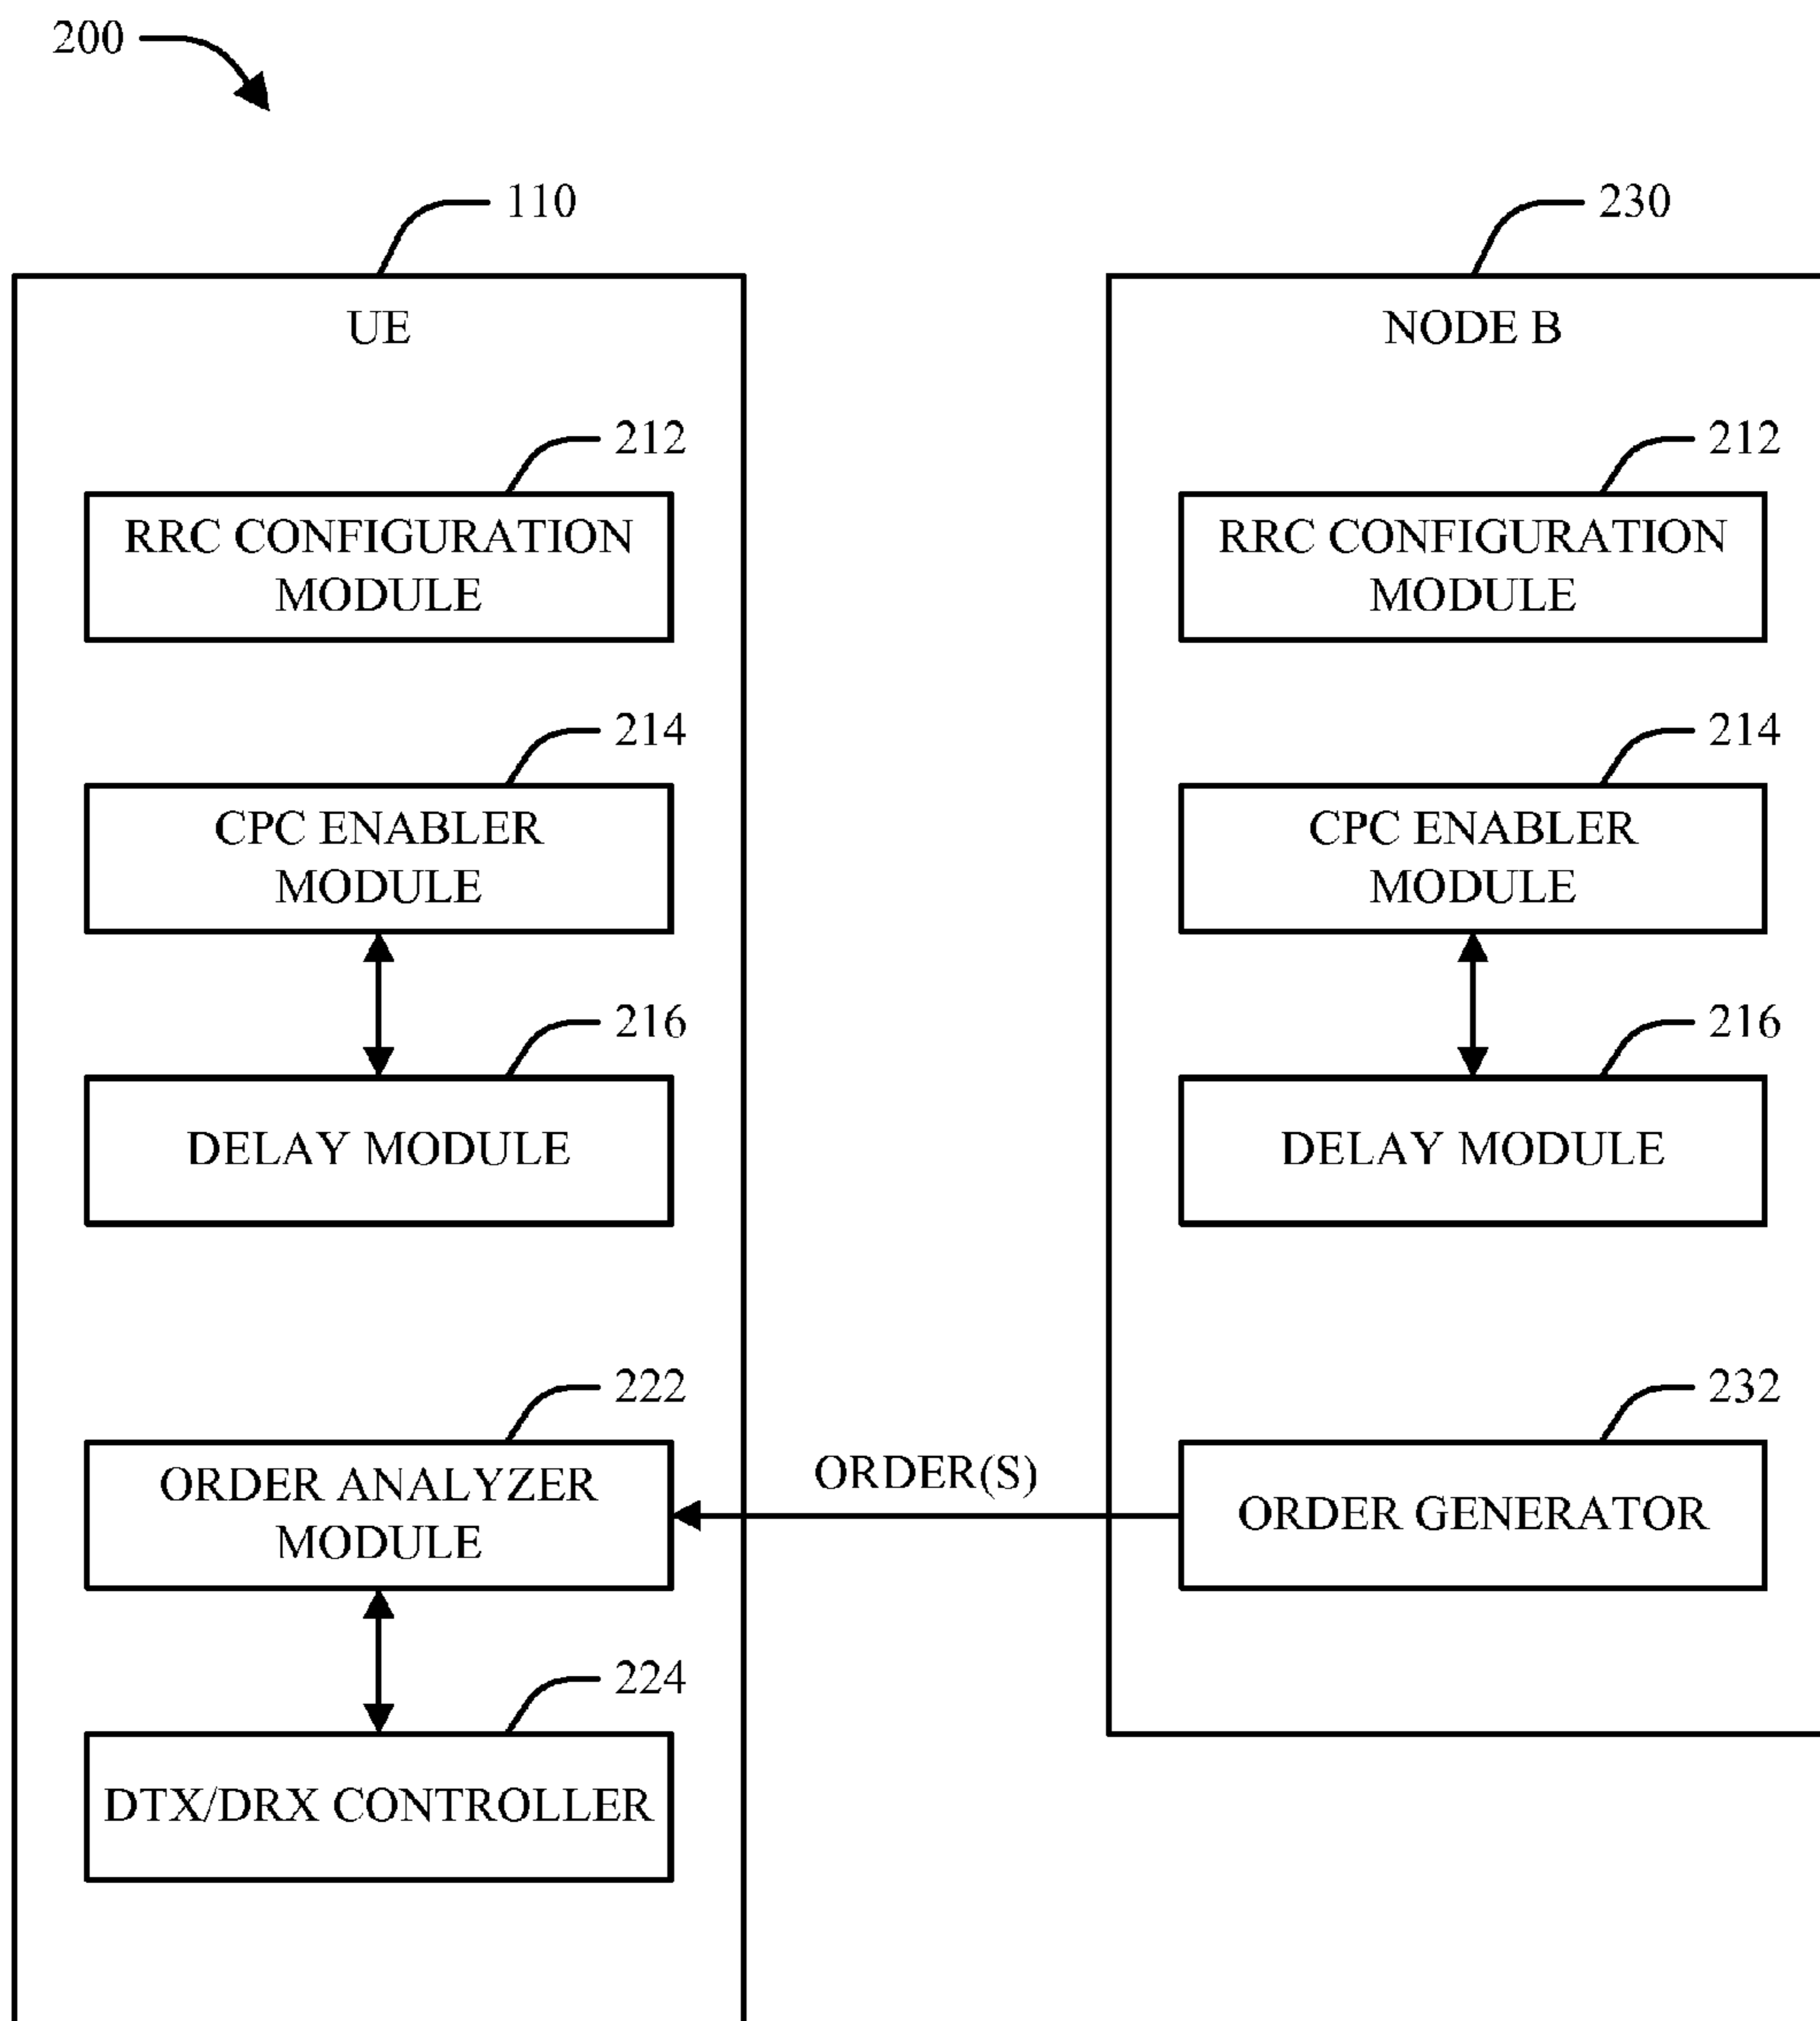 200
110
UE
212
RRC CONFIGURATION
MODULE
214
CPC ENABLER
MODULE
216
DELAY MODULE
222
ORDER ANALYZER
MODULE
224
DTX/DRX CONTROLLER
ORDER(S)
230
NODE B
212
RRC CONFIGURATION
MODULE
214
CPC ENABLER
MODULE
216
DELAY MODULE
232
ORDER GENERATOR